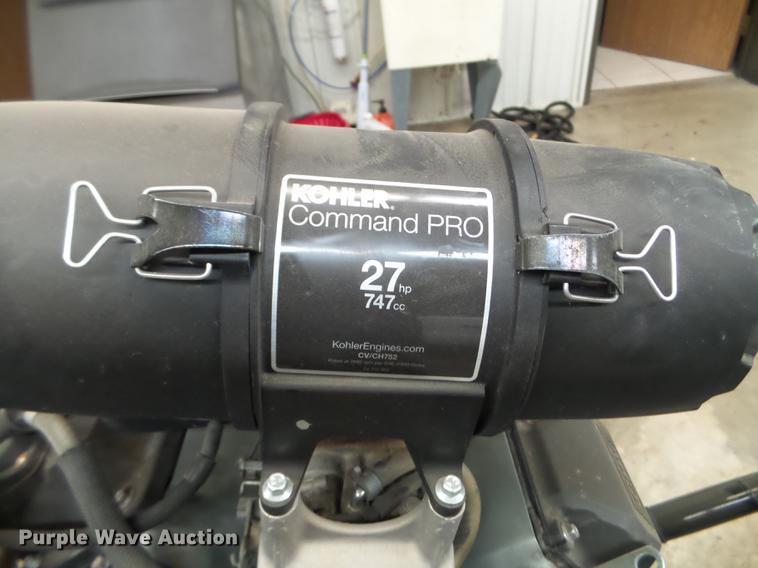 KOHLER®
Command PRO
27hp
747cc
KohlerEngines.com
CV/CH752
Purple Wave Auction